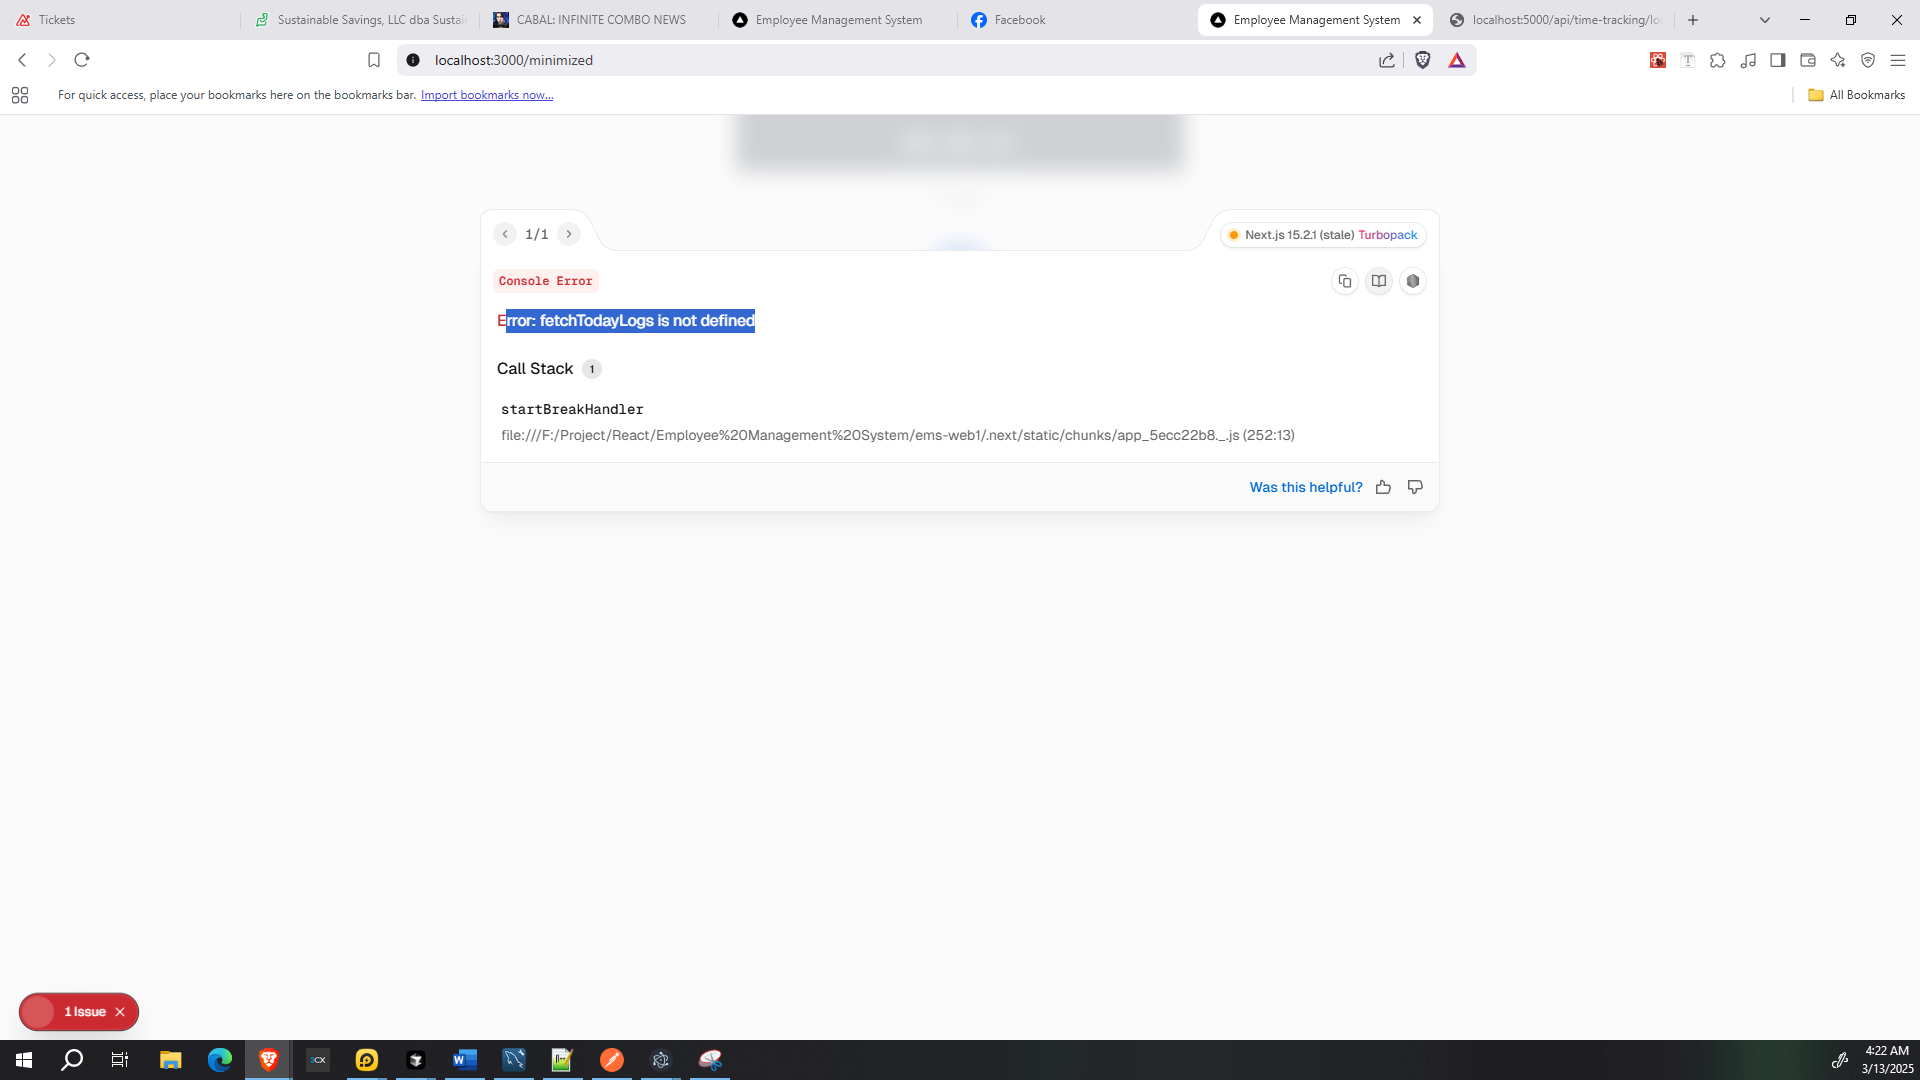 Tickets
Sustainable Savings, LLC dba Sustai
CABAL: INFINITE COMBO NEWS
Employee Management System
Facebook
Employee Management System
localhost:5000/api/time-tracking/lo
localhost:3000/minimized
For quick access, place your bookmarks here on the bookmarks bar. Import bookmarks now...
All Bookmarks
1/1
Next.js 15.2.1 (stale) Turbopack
Console Error
Error: fetchTodayLogs is not defined
Call Stack 1
startBreakHandler
file:///F:/Project/React/Employee%20Management%20System/ems-web1/.next/static/chunks/app_5ecc22b8._.js (252:13)
Was this helpful?
1 Issue
3CX
4:22 AM
3/13/2025